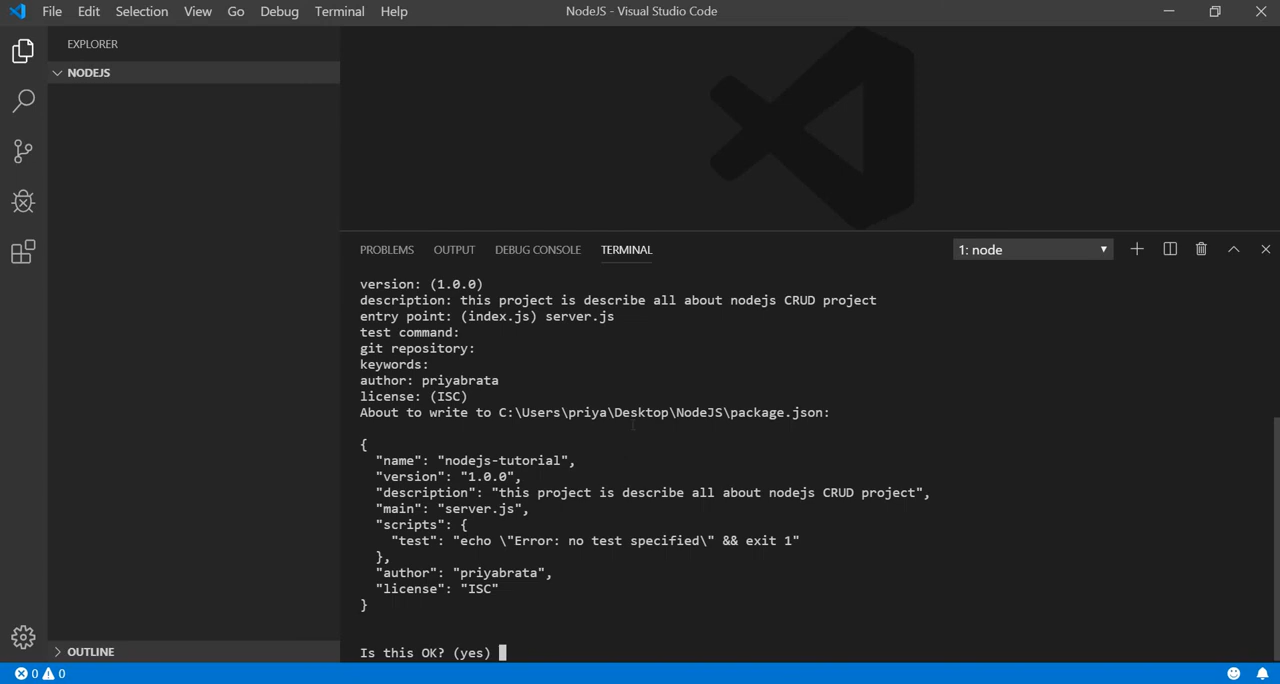 File Edit Selection View Go Debug Terminal Help NodeJS - Visual Studio Code
EXPLORER
NODEJS
PROBLEMS OUTPUT DEBUG CONSOLE TERMINAL 1: node
version: (1.0.0)
description: this project is describe all about nodejs CRUD project
entry point: (index.js) server.js
test command:
git repository:
keywords:
author: priyabrata
license: (ISC)
About to write to C:\Users\priya\Desktop\NodeJS\package.json:
{
  "name": "nodejs-tutorial",
  "version": "1.0.0",
  "description": "this project is describe all about nodejs CRUD project",
  "main": "server.js",
  "scripts": {
    "test": "echo \"Error: no test specified\" && exit 1"
  },
  "author": "priyabrata",
  "license": "ISC"
}
Is this OK? (yes)
OUTLINE
0 0